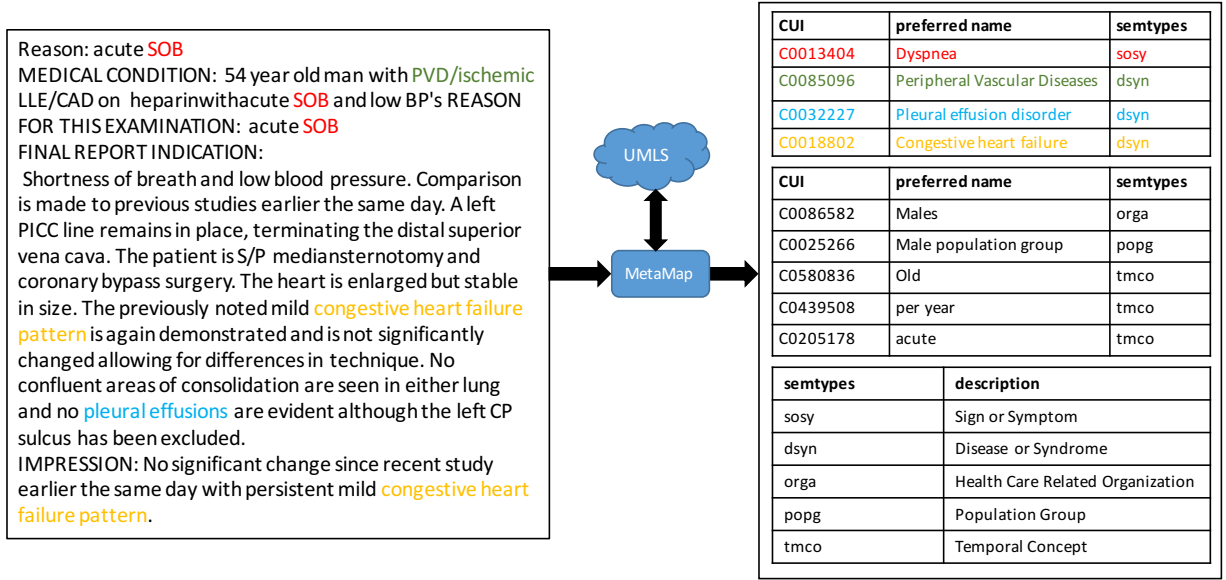 Reason: acute SOB
MEDICAL CONDITION: 54 year old man with PVD/ischemic
LLE/CAD on heparinwithacute SOB and low BP's REASON
FOR THIS EXAMINATION: acute SOB
FINAL REPORT INDICATION:
Shortness of breath and low blood pressure. Comparison
is made to previous studies earlier the same day. A left
PICC line remains in place, terminating the distal superior
vena cava. The patient is S/P mediansternotomy and
coronary bypass surgery. The heart is enlarged but stable
in size. The previously noted mild congestive heart failure
pattern is again demonstrated and is not significantly
changed allowing for differences in technique. No
confluent areas of consolidation are seen in either lung
and no pleural effusions are evident although the left CP
sulcus has been excluded.
IMPRESSION: No significant change since recent study
earlier the same day with persistent mild congestive heart
failure pattern.
UMLS
MetaMap
CUI preferred name semtypes
C0013404 Dyspnea sosy
C0085096 Peripheral Vascular Diseases dsyn
C0032227 Pleural effusion disorder dsyn
C0018802 Congestive heart failure dsyn
CUI preferred name semtypes
C0086582 Males orga
C0025266 Male population group popg
C0580836 Old tmco
C0439508 per year tmco
C0205178 acute tmco
semtypes description
sosy Sign or Symptom
dsyn Disease or Syndrome
orga Health Care Related Organization
popg Population Group
tmco Temporal Concept